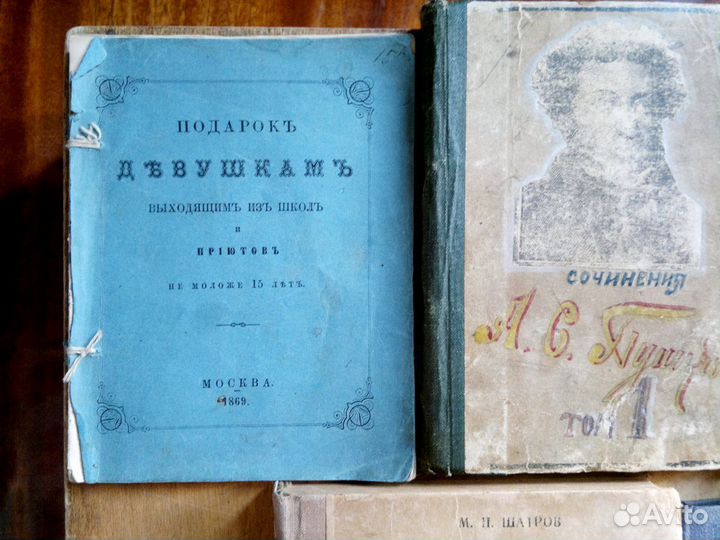 ПОДАРОКЪ
ДѢВУШКАМЪ
ВЫХОДЯЩИМЪ ИЗЪ ШКОЛЪ
И
ПРІЮТОВЪ
НЕ МОЛОЖЕ 15 ЛѢТЪ.
МОСКВА.
1869.
СОЧИНЕНИЯ
А. С. Пушк
ТОМ 1
М. Н. ШАТРОВ
Avito